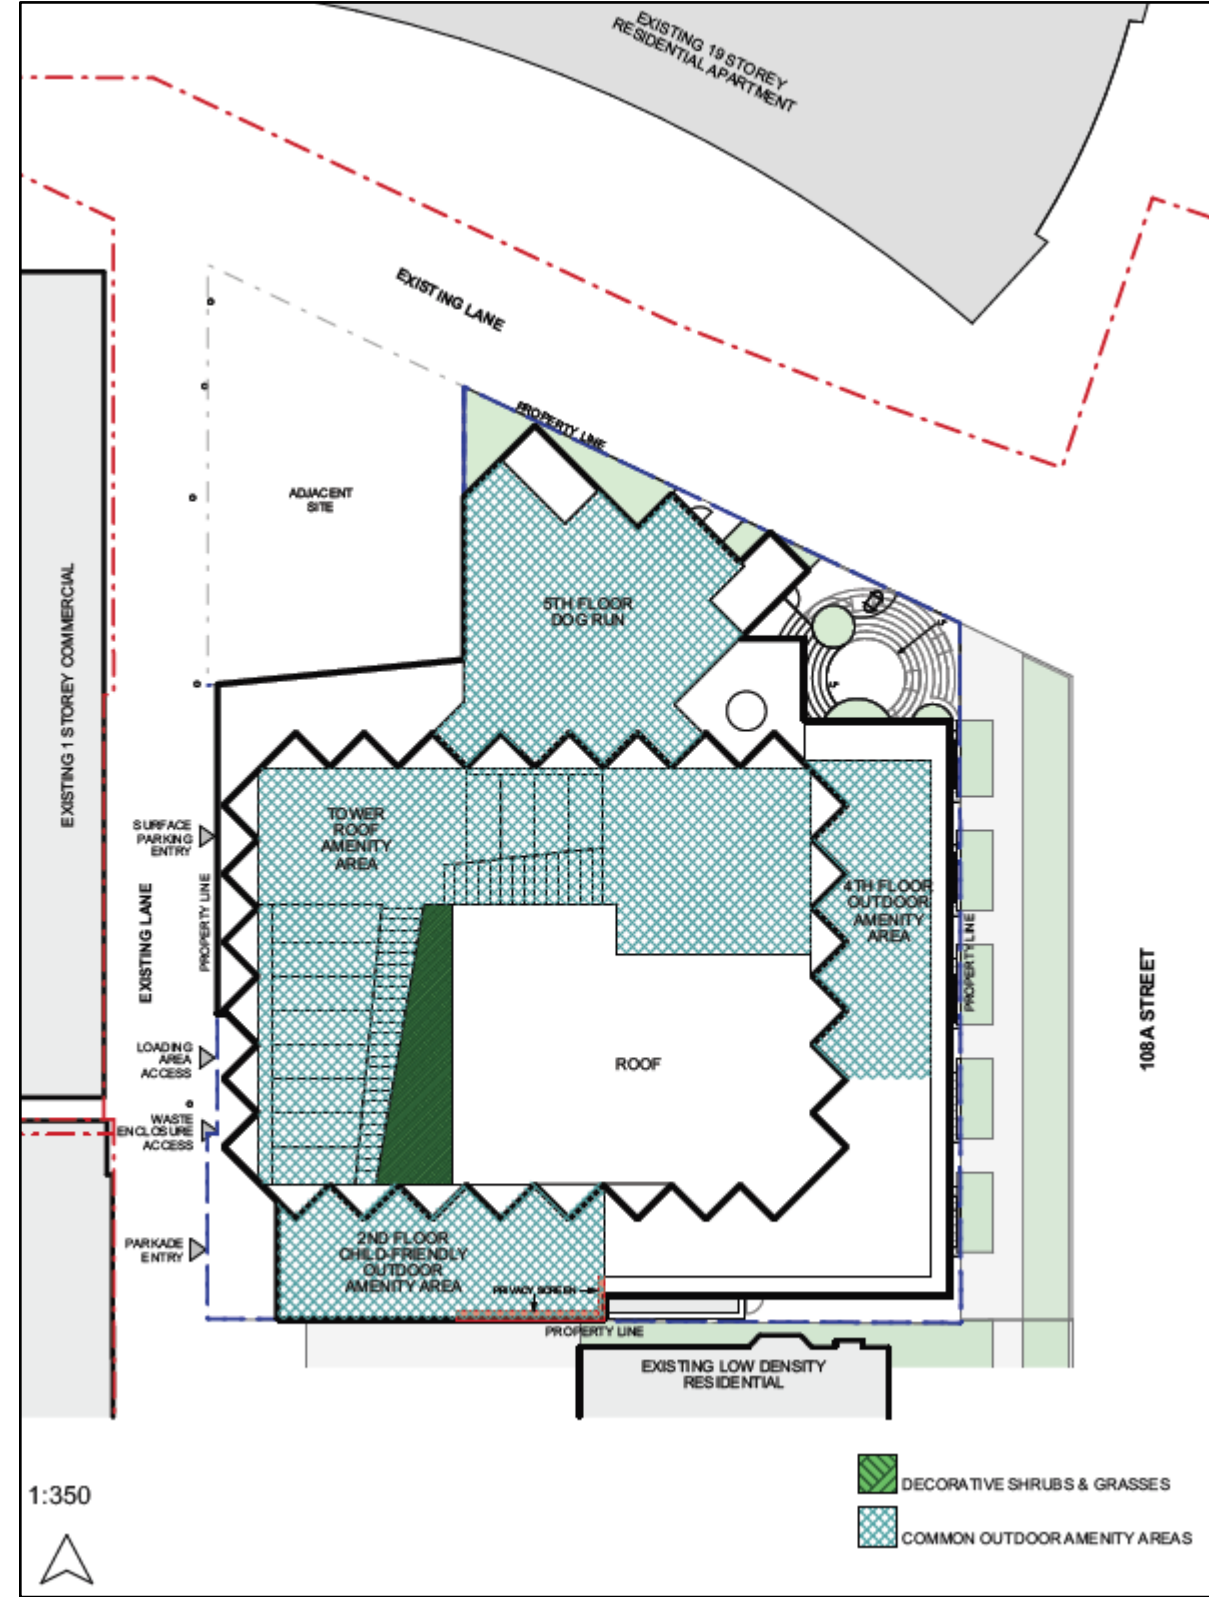 EXISTING 19 STOREY
RESIDENTIAL APARTMENT
EXISTING LANE
PROPERTY LINE
ADJACENT
SITE
5TH FLOOR
DOG RUN
UP
UP
EXISTING 1 STOREY COMMERCIAL
SURFACE
PARKING
ENTRY
TOWER
ROOF
AMENITY
AREA
4TH FLOOR
OUTDOOR
AMENITY
AREA
PROPERTY LINE
EXISTING LANE
PROPERTY LINE
108A STREET
LOADING
AREA
ACCESS
ROOF
WASTE
ENCLOSURE
ACCESS
PARKADE
ENTRY
2ND FLOOR
CHILD-FRIENDLY
OUTDOOR
AMENITY AREA
PRIVACY SCREEN
PROPERTY LINE
EXISTING LOW DENSITY
RESIDENTIAL
DECORATIVE SHRUBS & GRASSES
COMMON OUTDOOR AMENITY AREAS
1:350